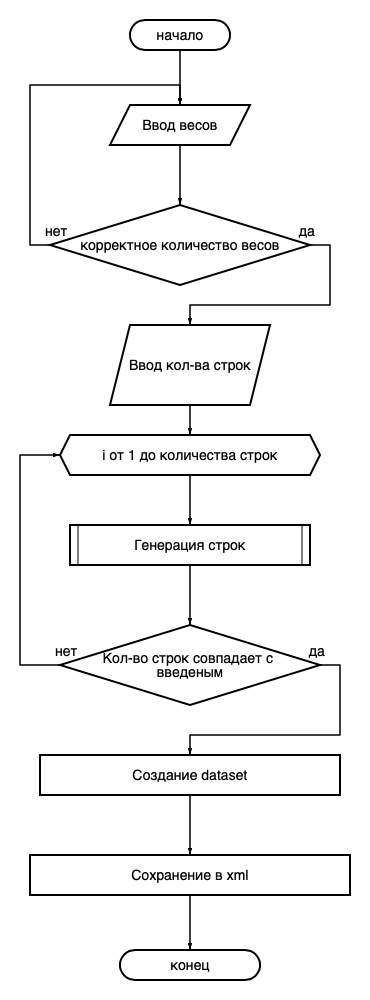 начало
Ввод весов
нет
да
корректное количество весов
Ввод кол-ва строк
i от 1 до количества строк
Генерация строк
нет
да
Кол-во строк совпадает с
введеным
Создание dataset
Сохранение в xml
конец